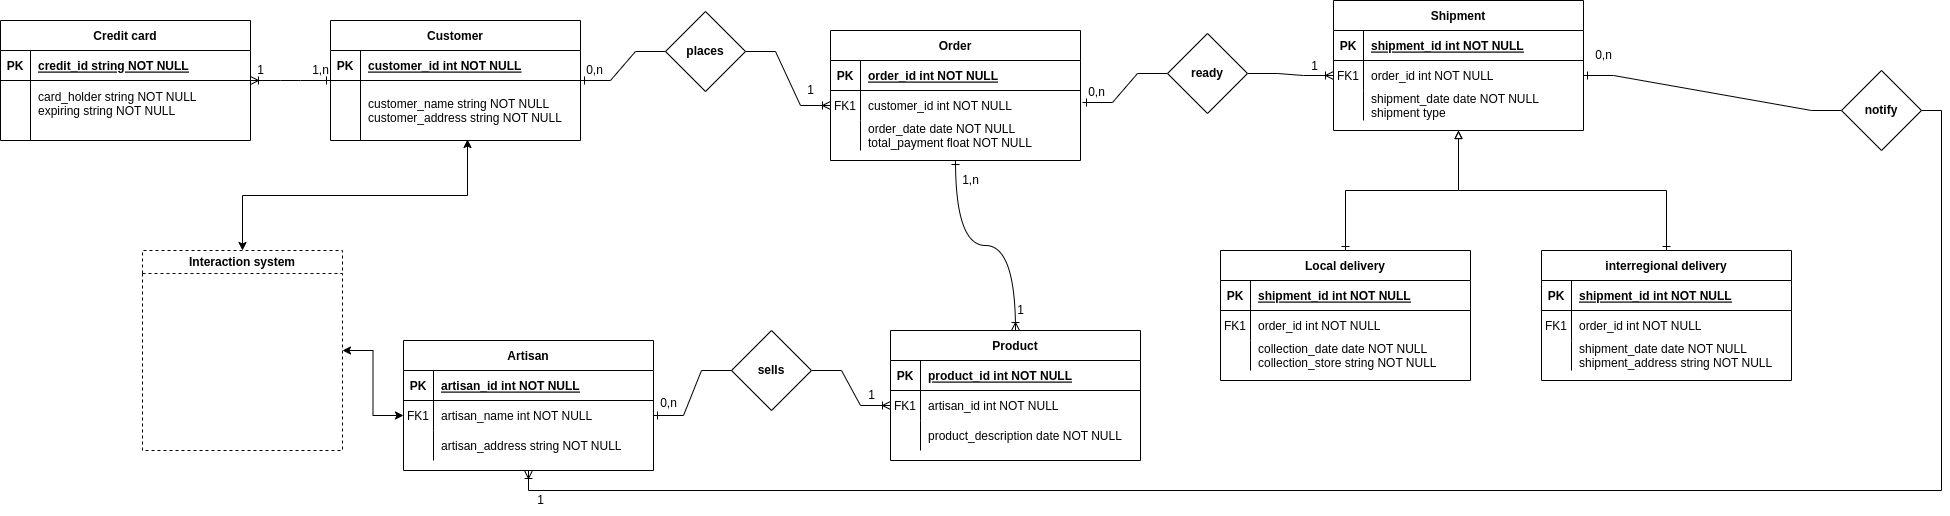 Credit card
PK credit_id string NOT NULL
card_holder string NOT NULL
expiring string NOT NULL
1
1,n
Customer
PK customer_id int NOT NULL
customer_name string NOT NULL
customer_address string NOT NULL
0,n
places
1
Order
PK order_id int NOT NULL
FK1 customer_id int NOT NULL
order_date date NOT NULL
total_payment float NOT NULL
0,n
ready
1
Shipment
PK shipment_id int NOT NULL
FK1 order_id int NOT NULL
shipment_date date NOT NULL
shipment type
0,n
notify
1,n
Interaction system
Local delivery
PK shipment_id int NOT NULL
FK1 order_id int NOT NULL
collection_date date NOT NULL
collection_store string NOT NULL
interregional delivery
PK shipment_id int NOT NULL
FK1 order_id int NOT NULL
shipment_date date NOT NULL
shipment_address string NOT NULL
Artisan
PK artisan_id int NOT NULL
FK1 artisan_name int NOT NULL
artisan_address string NOT NULL
0,n
sells
1
1
Product
PK product_id int NOT NULL
FK1 artisan_id int NOT NULL
product_description date NOT NULL
1